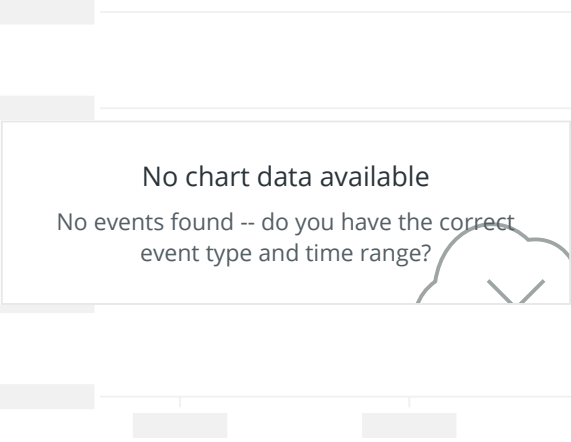 No chart data available
No events found -- do you have the correct
event type and time range?